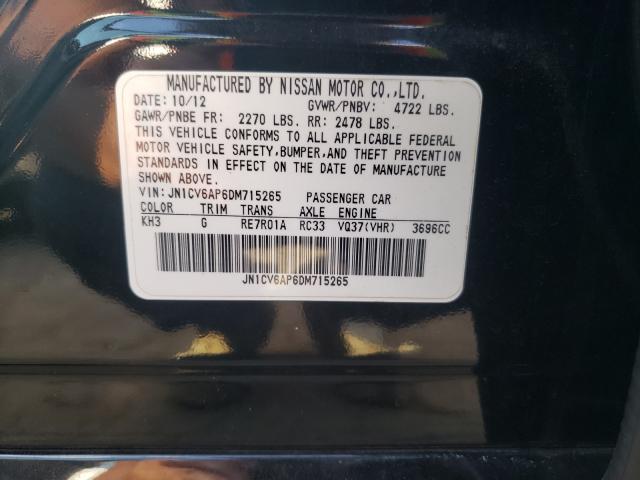 MANUFACTURED BY NISSAN MOTOR CO.,LTD.
DATE: 10/12 GVWR/PNBV: 4722 LBS.
GAWR/PNBE FR: 2270 LBS. RR: 2478 LBS.
THIS VEHICLE CONFORMS TO ALL APPLICABLE FEDERAL
MOTOR VEHICLE SAFETY,BUMPER,AND THEFT PREVENTION
STANDARDS IN EFFECT ON THE DATE OF MANUFACTURE
SHOWN ABOVE.
VIN: JN1CV6AP6DM715265 PASSENGER CAR
COLOR TRIM TRANS AXLE ENGINE
KH3 G RE7R01A RC33 VQ37(VHR) 3696CC
JN1CV6AP6DM715265